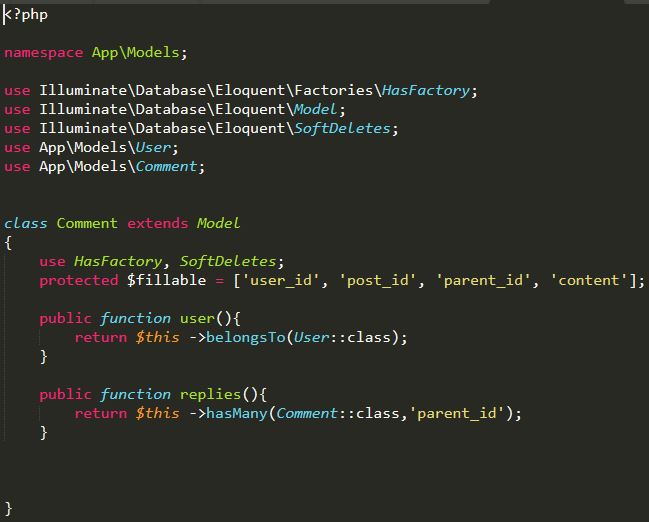 <?php
namespace App\Models;
use Illuminate\Database\Eloquent\Factories\HasFactory;
use Illuminate\Database\Eloquent\Model;
use Illuminate\Database\Eloquent\SoftDeletes;
use App\Models\User;
use App\Models\Comment;
class Comment extends Model
{
    use HasFactory, SoftDeletes;
    protected $fillable = ['user_id', 'post_id', 'parent_id', 'content'];
    public function user(){
        return $this ->belongsTo(User::class);
    }
    public function replies(){
        return $this ->hasMany(Comment::class,'parent_id');
    }
}